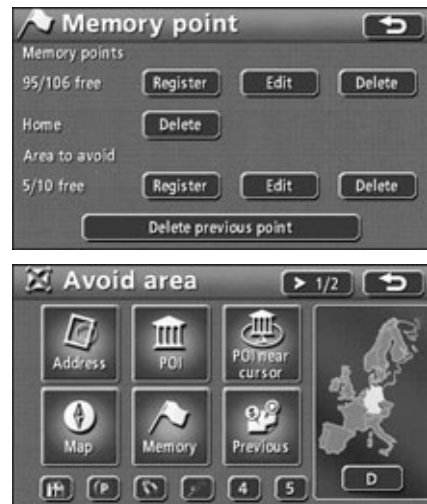 Memory point
Memory points
95/106 free Register Edit Delete
Home Delete
Area to avoid
5/10 free Register Edit Delete
Delete previous point
Avoid area 1/2
Address POI POI near cursor
Map Memory Previous
P 4 5 D